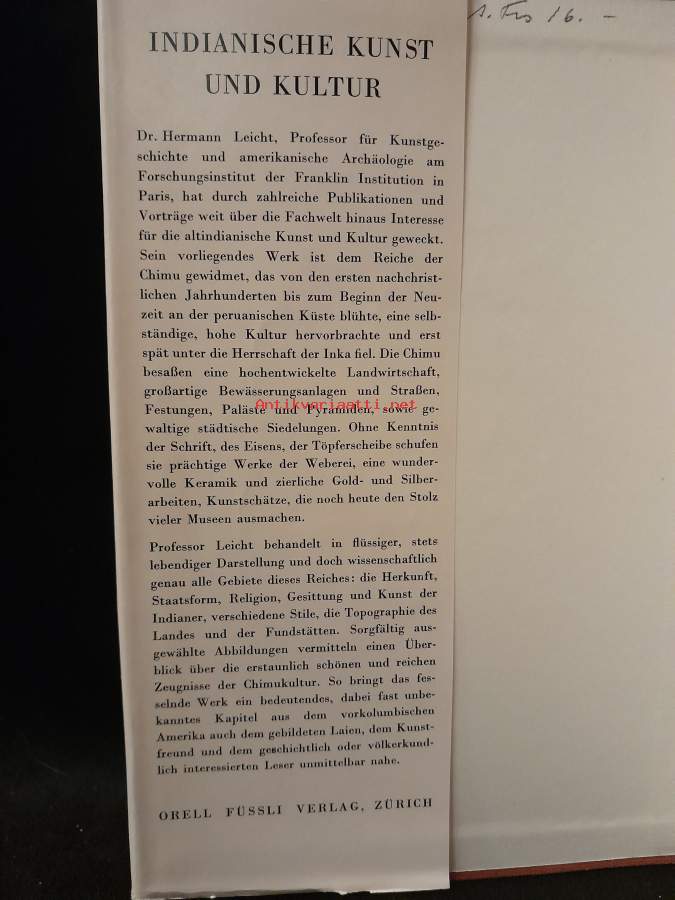 1. Frs 16. –
INDIANISCHE KUNST
UND KULTUR
Dr. Hermann Leicht, Professor für Kunstge-
schichte und amerikanische Archäologie am
Forschungsinstitut der Franklin Institution in
Paris, hat durch zahlreiche Publikationen und
Vorträge weit über die Fachwelt hinaus Interesse
für die altindianische Kunst und Kultur geweckt.
Sein vorliegendes Werk ist dem Reiche der
Chimu gewidmet, das von den ersten nachchrist-
lichen Jahrhunderten bis zum Beginn der Neu-
zeit an der peruanischen Küste blühte, eine selb-
ständige, hohe Kultur hervorbrachte und erst
spät unter die Herrschaft der Inka fiel. Die Chimu
besaßen eine hochentwickelte Landwirtschaft,
großartige Bewässerungsanlagen und Straßen,
Antikvariaatti.net
Festungen, Paläste und Pyramiden, sowie ge-
waltige städtische Siedelungen. Ohne Kenntnis
der Schrift, des Eisens, der Töpferscheibe schufen
sie prächtige Werke der Weberei, eine wunder-
volle Keramik und zierliche Gold- und Silber-
arbeiten, Kunstschätze, die noch heute den Stolz
vieler Museen ausmachen.
Professor Leicht behandelt in flüssiger, stets
lebendiger Darstellung und doch wissenschaftlich
genau alle Gebiete dieses Reiches: die Herkunft,
Staatsform, Religion, Gesittung und Kunst der
Indianer, verschiedene Stile, die Topographie des
Landes und der Fundstätten. Sorgfältig aus-
gewählte Abbildungen vermitteln einen Über-
blick über die erstaunlich schönen und reichen
Zeugnisse der Chimukultur. So bringt das fes-
selnde Werk ein bedeutendes, dabei fast unbe-
kanntes Kapitel aus dem vorkolumbischen
Amerika auch dem gebildeten Laien, dem Kunst-
freund und dem geschichtlich oder völkerkund-
lich interessierten Leser unmittelbar nahe.
ORELL FÜSSLI VERLAG, ZÜRICH